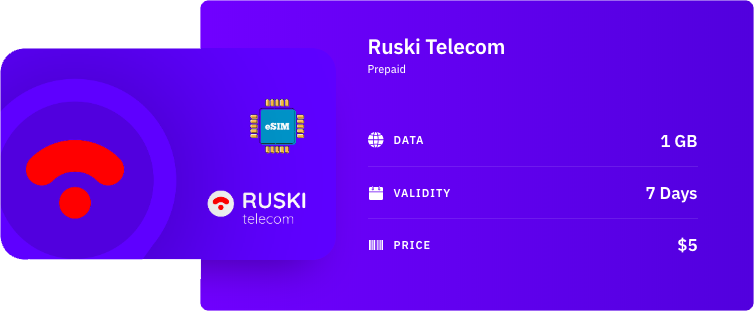 eSIM
RUSKI
telecom
Ruski Telecom
Prepaid
DATA
1 GB
VALIDITY
7 Days
PRICE
$5